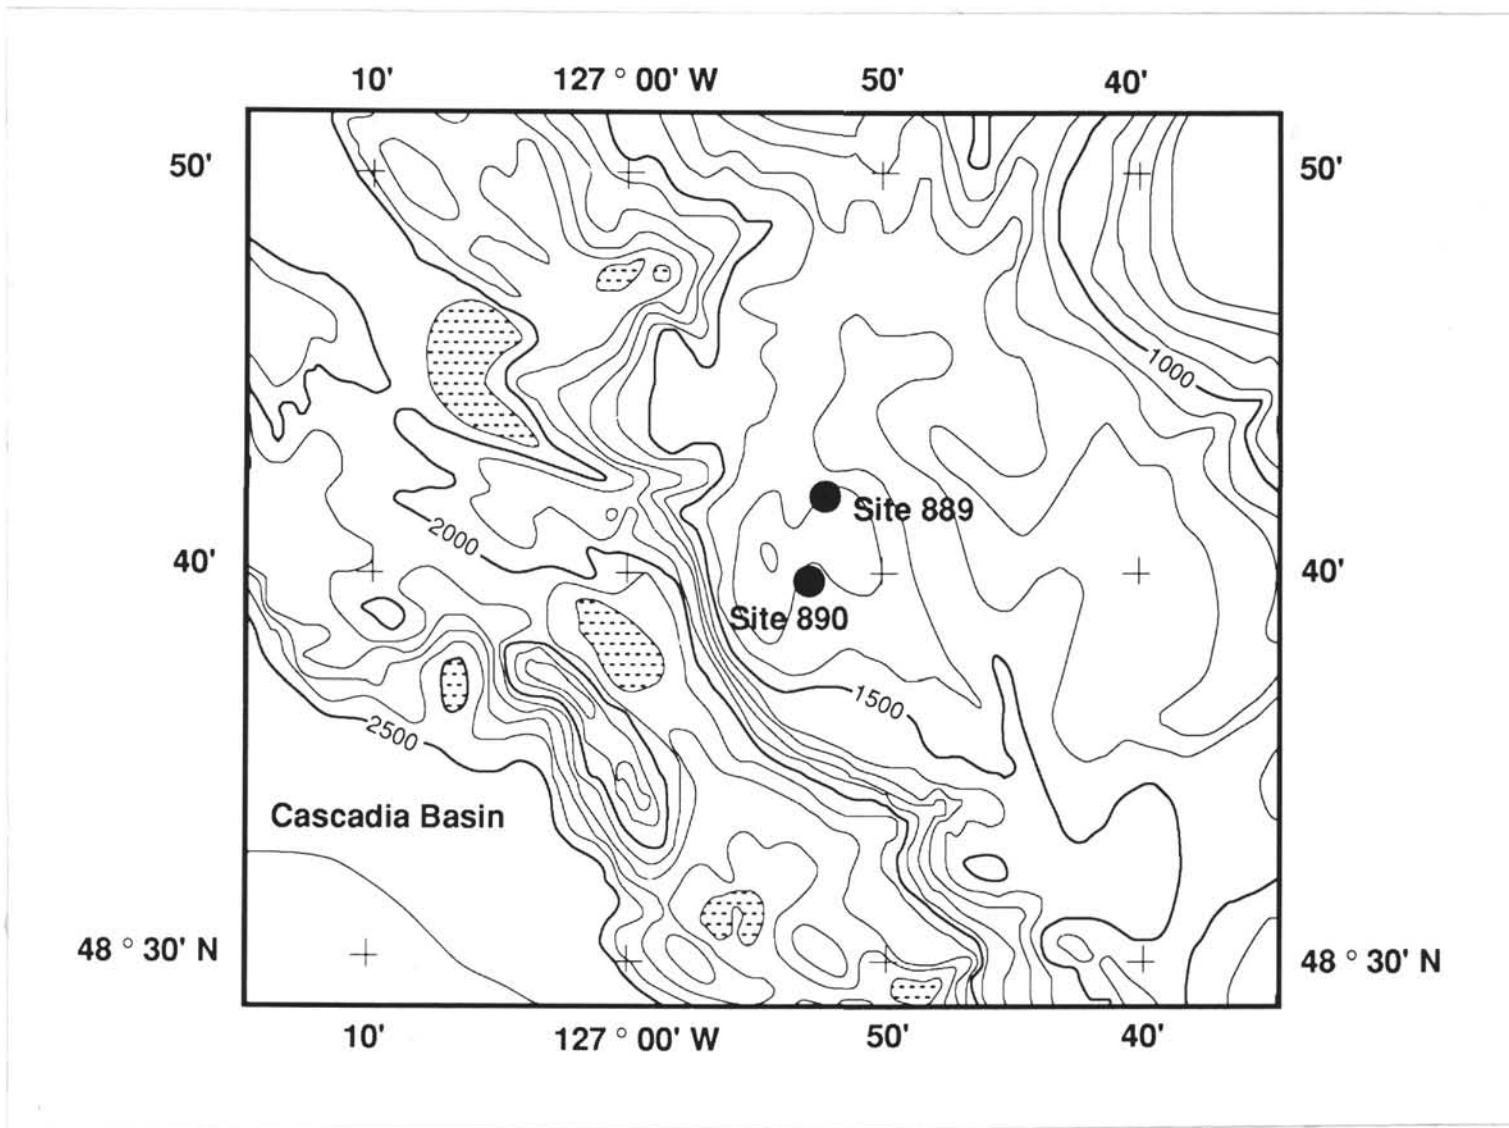 10' 127 ° 00' W 50' 40'
50' 50'
1000
Site 889
2000
40' 40'
Site 890
1500
2500
Cascadia Basin
48 ° 30' N 48 ° 30' N
10' 127 ° 00' W 50' 40'